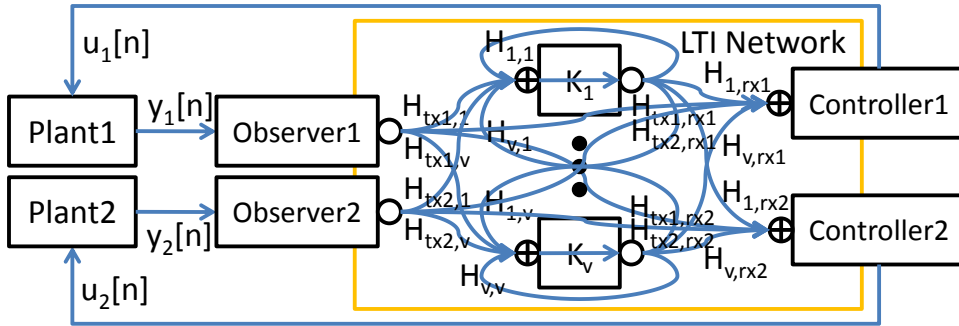 u1[n]
H1,1
LTI Network
K1
H1,rx1
Plant1
y1[n]
Observer1
Htx1,1
Htx1,rx1
Controller1
Htx1,v
Hv,1
Htx2,rx1
Hv,rx1
Plant2
Observer2
Htx2,1
H1,v
Htx1,rx2
H1,rx2
Controller2
y2[n]
Htx2,v
Kv
Htx2,rx2
Hv,rx2
u2[n]
Hv,v